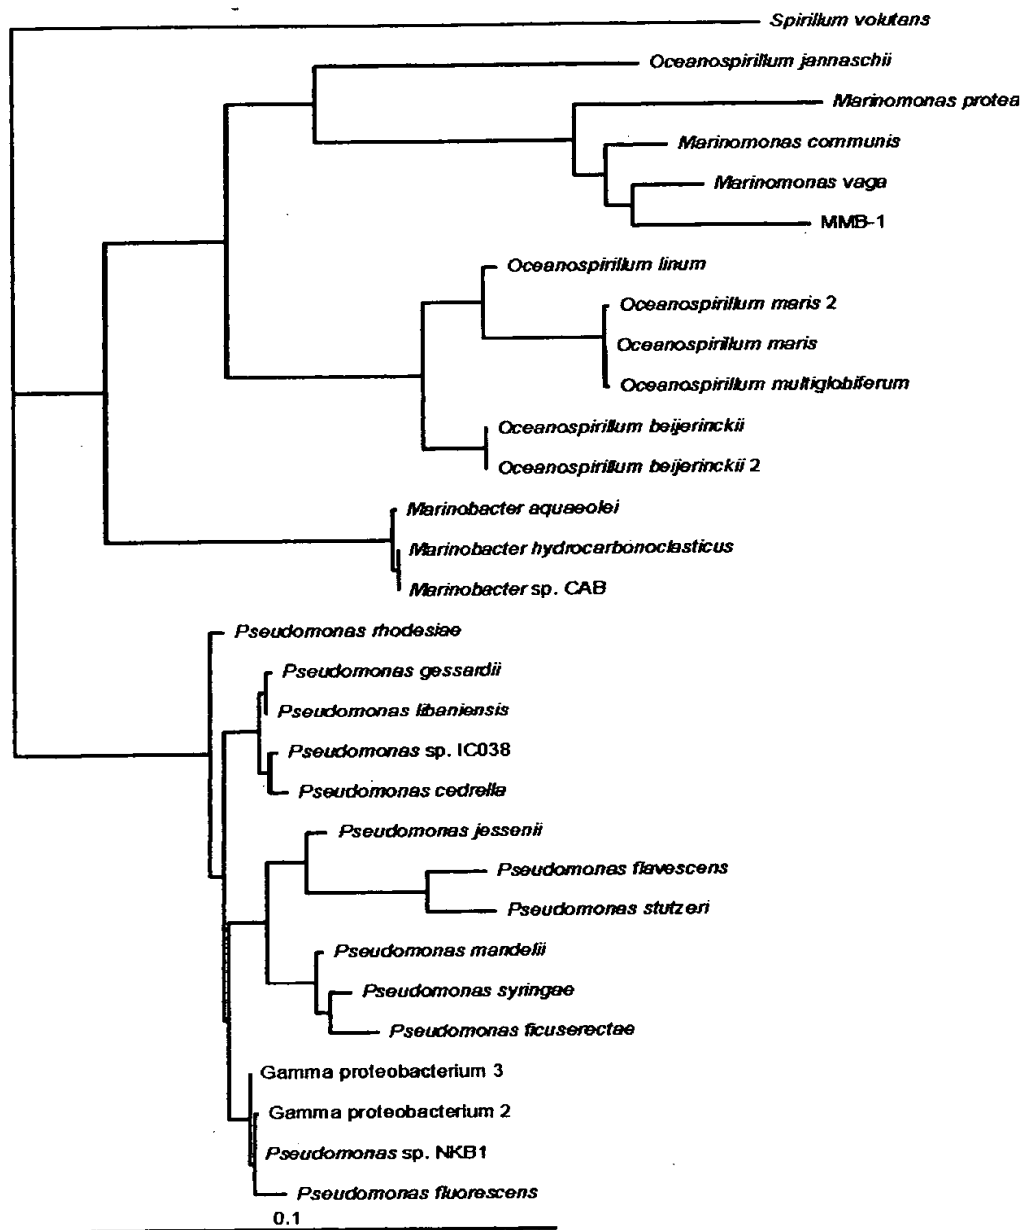 Spirillum volutans
Oceanospirillum jannaschii
Marinomonas protea
Marinomonas communis
Marinomonas vaga
MMB-1
Oceanospirillum linum
Oceanospirillum maris 2
Oceanospirillum maris
Oceanospirillum multiglobiferum
Oceanospirillum beijerinckii
Oceanospirillum beijerinckii 2
Marinobacter aquaeolei
Marinobacter hydrocarbonoclasticus
Marinobacter sp. CAB
Pseudomonas rhodesiae
Pseudomonas gessardii
Pseudomonas libaniensis
Pseudomonas sp. IC038
Pseudomonas cedrella
Pseudomonas jessenii
Pseudomonas flavescens
Pseudomonas stutzeri
Pseudomonas mandelii
Pseudomonas syringae
Pseudomonas ficuserectae
Gamma proteobacterium 3
Gamma proteobacterium 2
Pseudomonas sp. NKB1
Pseudomonas fluorescens
0.1